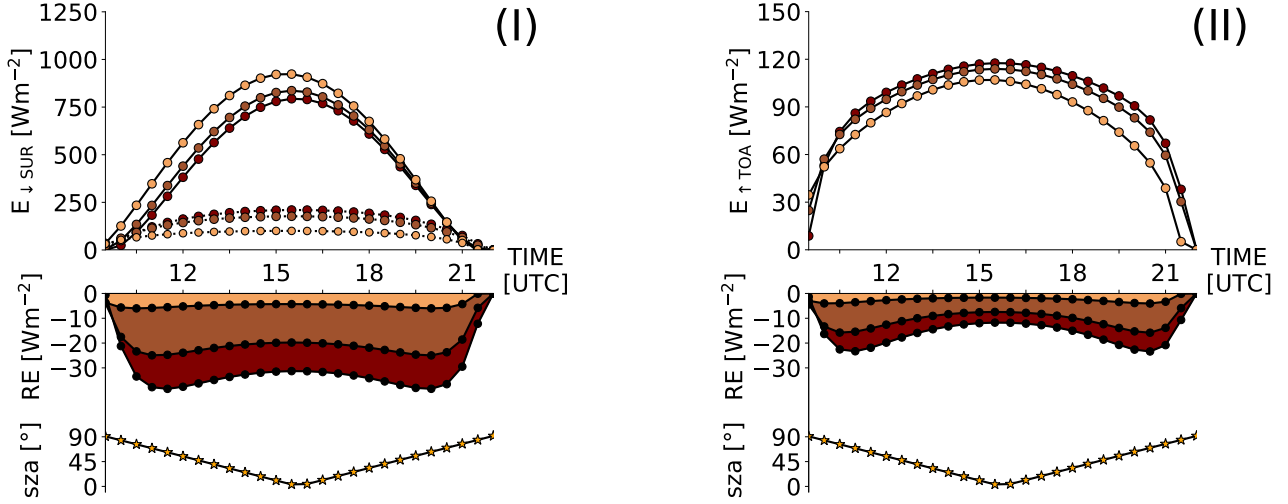 (I)
E↓SUR [Wm−2]
1250
1000
750
500
250
0
12
15
18
21
TIME
[UTC]
RE [Wm−2]
0
−10
−20
−30
sza [°]
90
45
0
(II)
E↑TOA [Wm−2]
150
120
90
60
30
0
12
15
18
21
TIME
[UTC]
RE [Wm−2]
0
−10
−20
−30
sza [°]
90
45
0